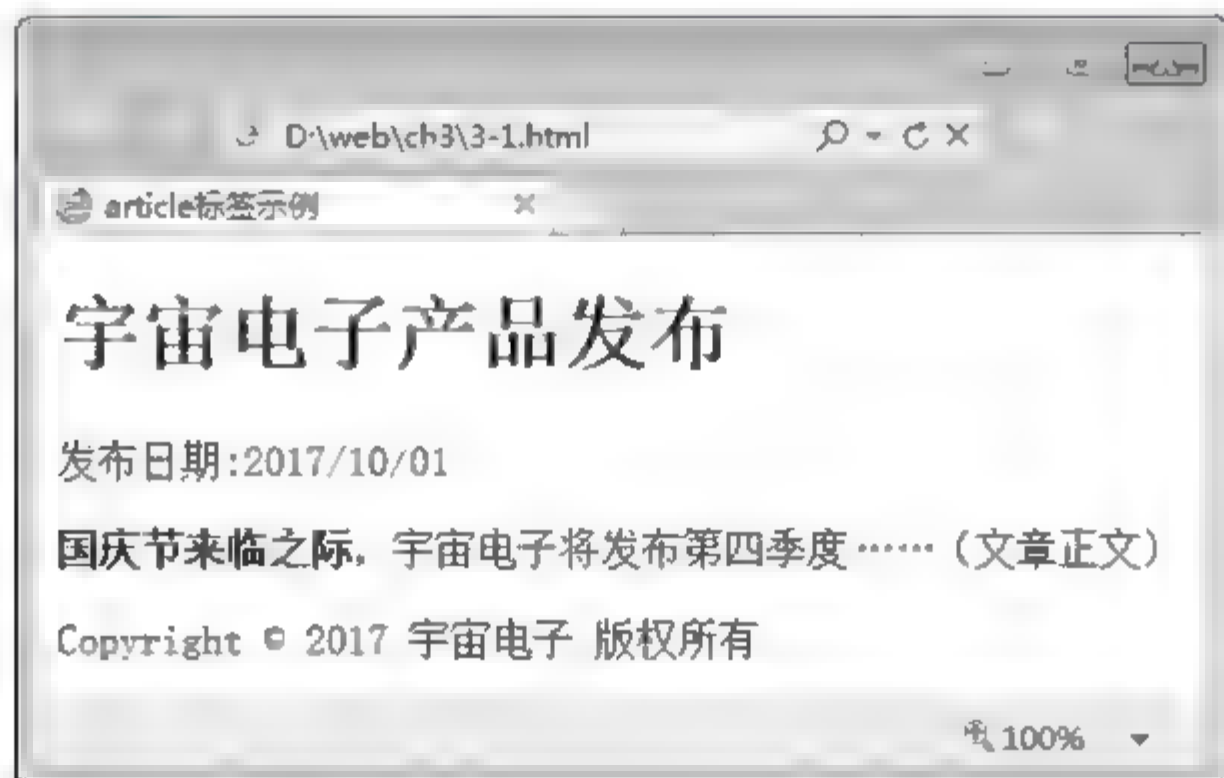 D:\web\ch3\3-1.html
article标签示例
宇宙电子产品发布
发布日期:2017/10/01
国庆节来临之际，宇宙电子将发布第四季度……（文章正文）
Copyright © 2017 宇宙电子 版权所有
100%